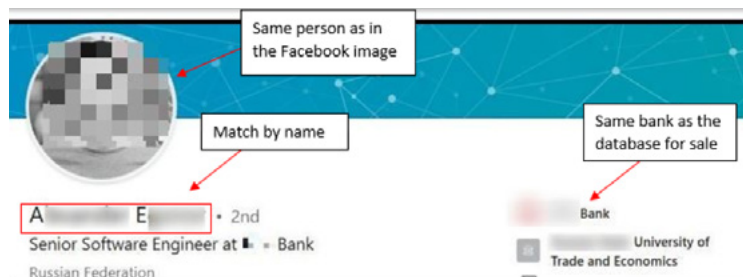 Same person as in
the Facebook image
Match by name
Same bank as the
database for sale
A E • 2nd
Senior Software Engineer at - Bank
Russian Federation
Bank
University of
Trade and Economics